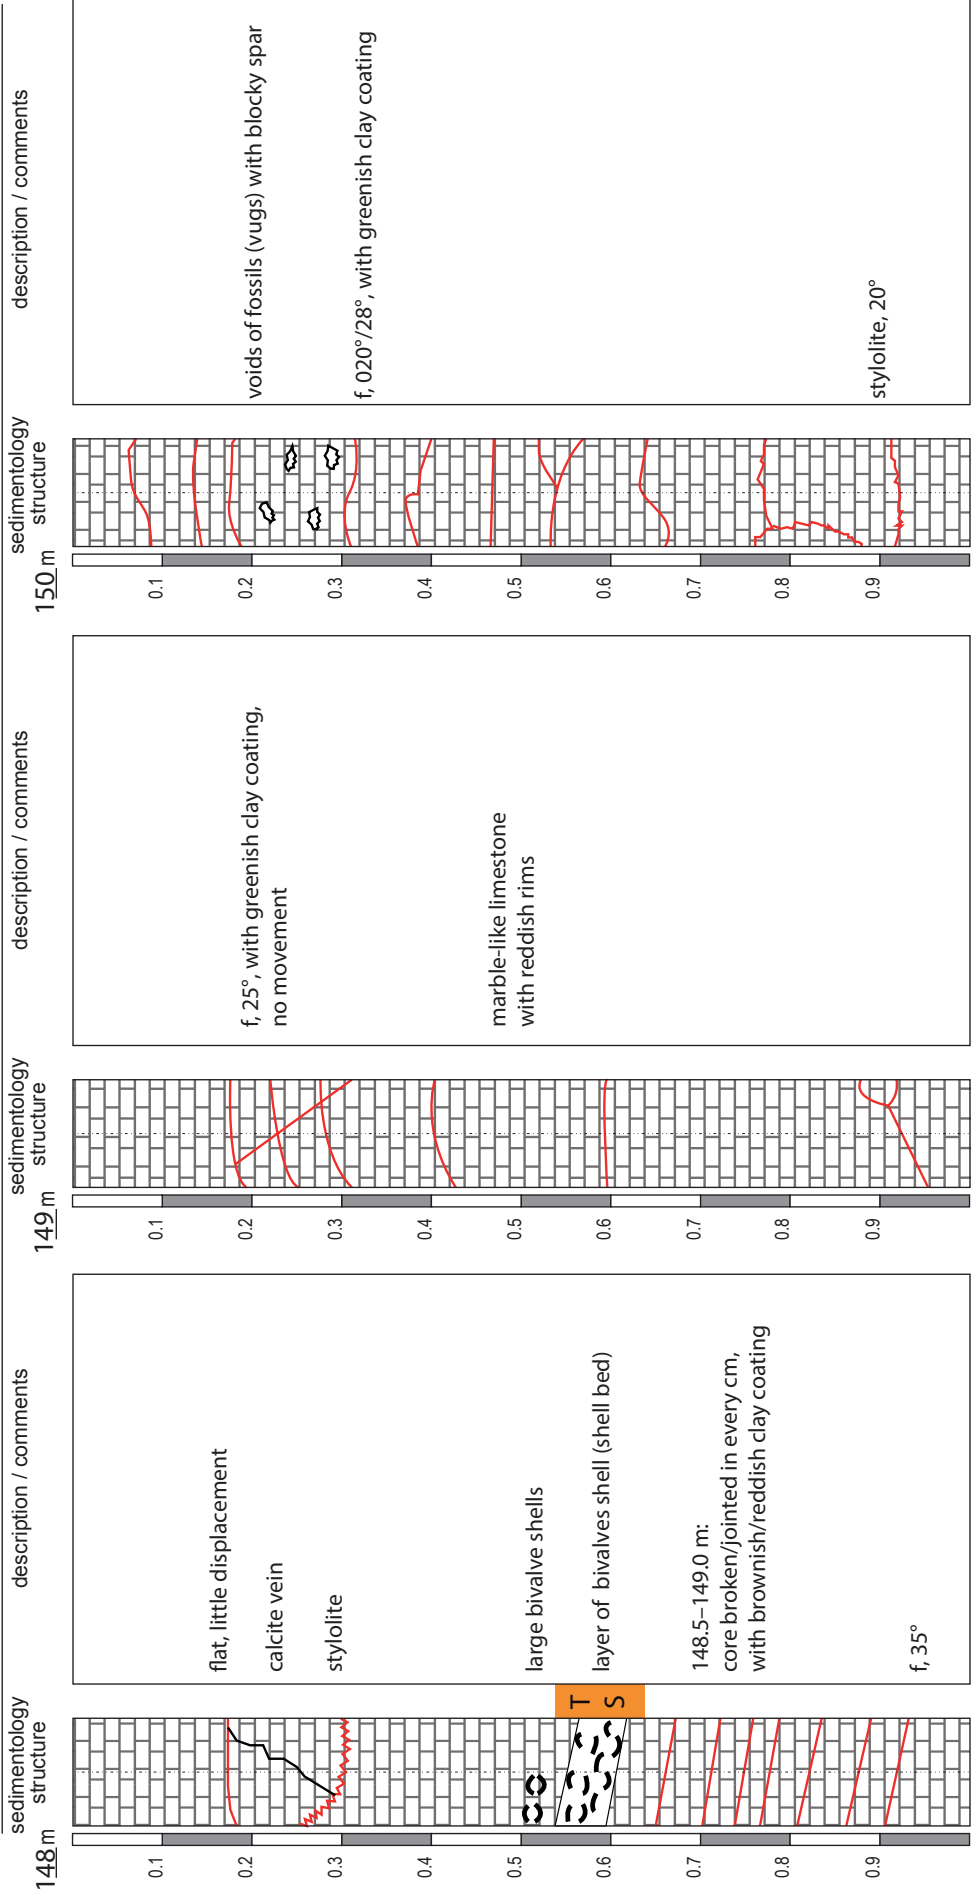 148 m
sedimentology
structure
description / comments
0.1
0.2
0.3
0.4
0.5
0.6
0.7
0.8
0.9
flat, little displacement
calcite vein
stylolite
large bivalve shells
T S
layer of bivalves shell (shell bed)
148.5–149.0 m:
core broken/jointed in every cm,
with brownish/reddish clay coating
f, 35°
149 m
sedimentology
structure
description / comments
0.1
0.2
0.3
0.4
0.5
0.6
0.7
0.8
0.9
f, 25°, with greenish clay coating,
no movement
marble-like limestone
with reddish rims
150 m
sedimentology
structure
description / comments
0.1
0.2
0.3
0.4
0.5
0.6
0.7
0.8
0.9
voids of fossils (vugs) with blocky spar
f, 020°/28°, with greenish clay coating
stylolite, 20°